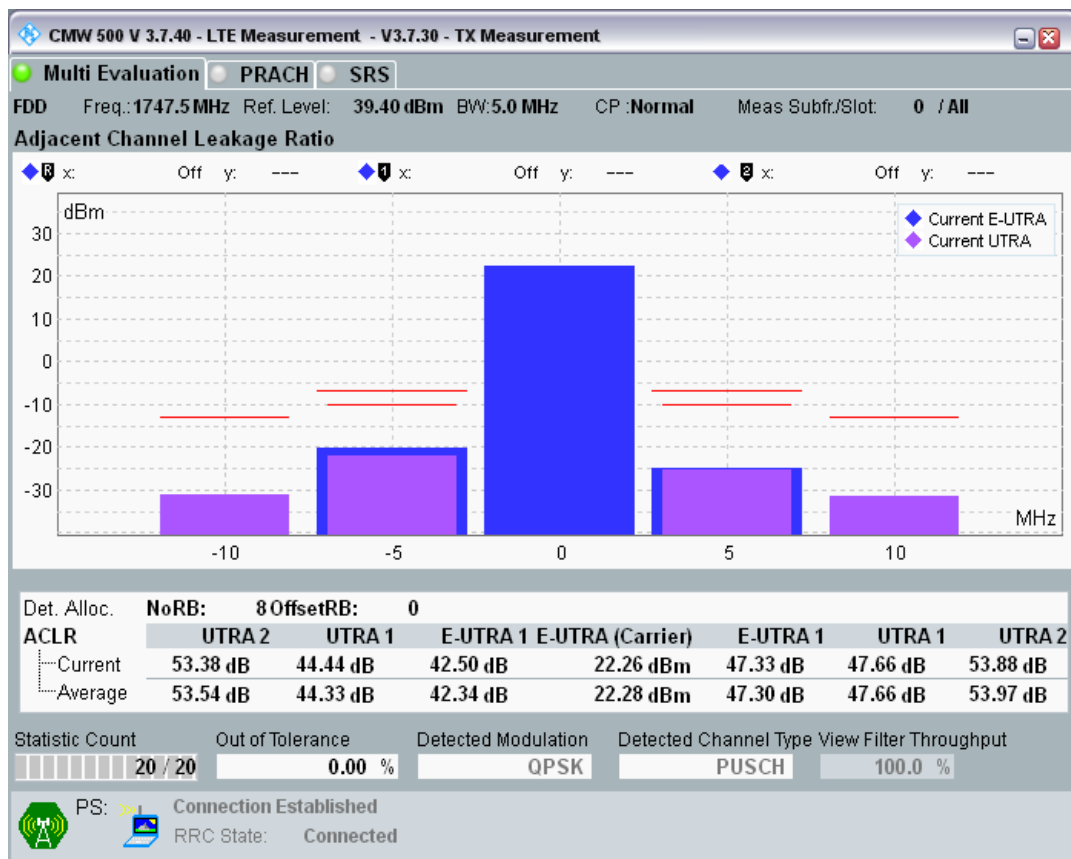 CMW 500 V 3.7.40 - LTE Measurement - V3.7.30 - TX Measurement
Multi Evaluation PRACH SRS
FDD Freq.:1747.5 MHz Ref. Level: 39.40 dBm BW:5.0 MHz CP :Normal Meas Subfr./Slot: 0 / All
Adjacent Channel Leakage Ratio
R x: Off y: --- 1 x: Off y: --- 2 x: Off y: ---
dBm
Current E-UTRA
Current UTRA
30
20
10
0
-10
-20
-30
MHz
-10 -5 0 5 10
Det. Alloc. NoRB: 8 OffsetRB: 0
ACLR UTRA 2 UTRA 1 E-UTRA 1 E-UTRA (Carrier) E-UTRA 1 UTRA 1 UTRA 2
Current 53.38 dB 44.44 dB 42.50 dB 22.26 dBm 47.33 dB 47.66 dB 53.88 dB
Average 53.54 dB 44.33 dB 42.34 dB 22.28 dBm 47.30 dB 47.66 dB 53.97 dB
Statistic Count Out of Tolerance Detected Modulation Detected Channel Type View Filter Throughput
20 / 20 0.00 % QPSK PUSCH 100.0 %
PS: Connection Established
RRC State: Connected